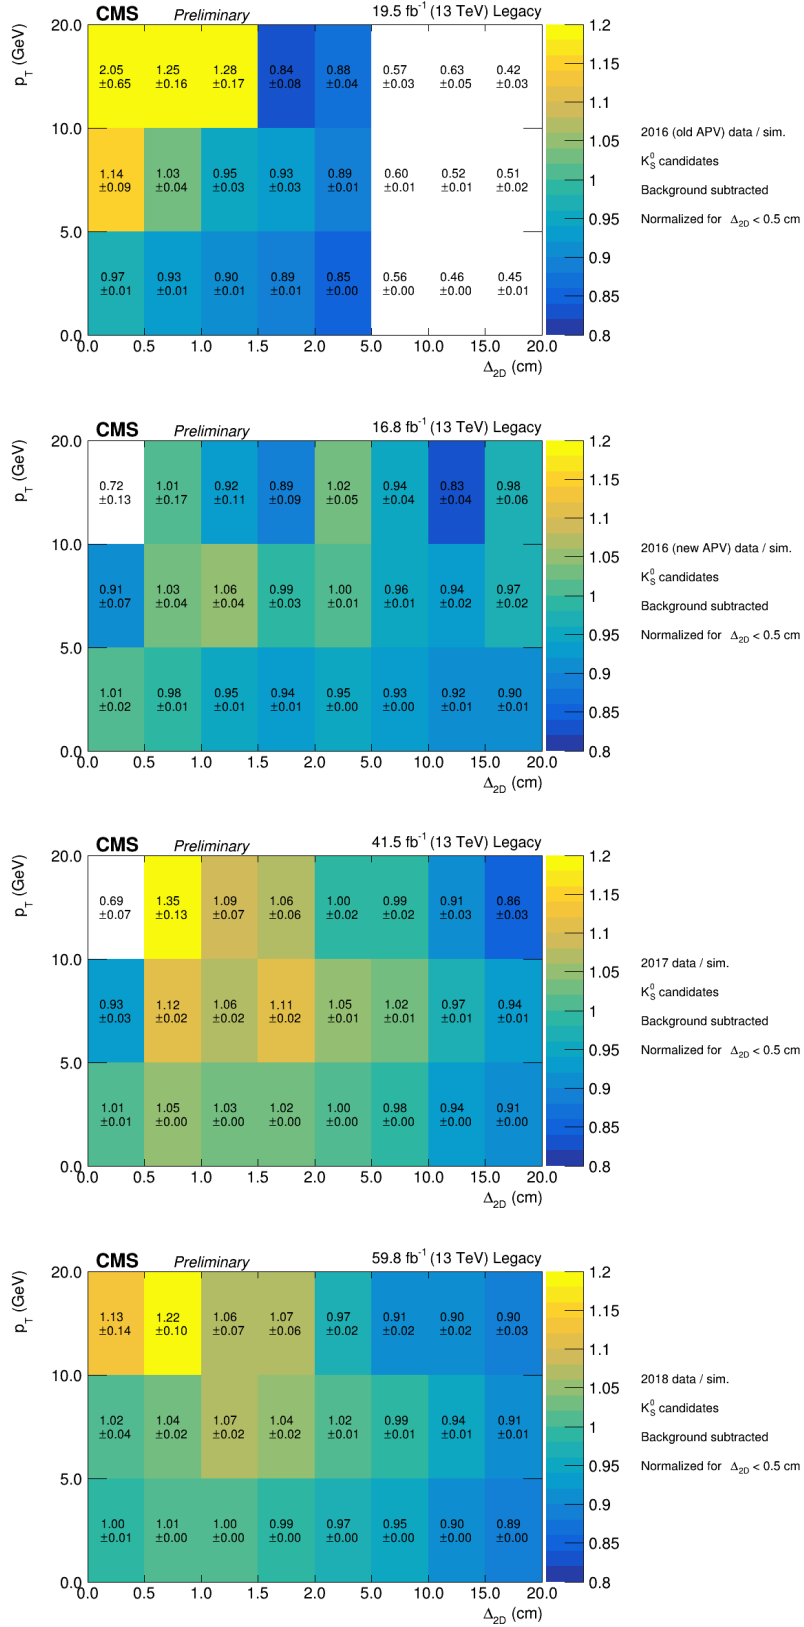 CMS Preliminary 19.5 fb⁻¹ (13 TeV) Legacy
p_T (GeV)
20.0
10.0
5.0
0.0
2.05 1.25 1.28 0.84 0.88 0.57 0.63 0.42
±0.65 ±0.16 ±0.17 ±0.08 ±0.04 ±0.03 ±0.05 ±0.03
1.14 1.03 0.95 0.93 0.89 0.60 0.52 0.51
±0.09 ±0.04 ±0.03 ±0.03 ±0.01 ±0.01 ±0.01 ±0.02
0.97 0.93 0.90 0.89 0.85 0.56 0.46 0.45
±0.01 ±0.01 ±0.01 ±0.01 ±0.00 ±0.00 ±0.00 ±0.01
0.0 0.5 1.0 1.5 2.0 5.0 10.0 15.0 20.0
Δ_2D (cm)
1.2
1.15
1.1
1.05
1
0.95
0.9
0.85
0.8
2016 (old APV) data / sim.
K_S^0 candidates
Background subtracted
Normalized for Δ_2D < 0.5 cm
CMS Preliminary 16.8 fb⁻¹ (13 TeV) Legacy
p_T (GeV)
20.0
10.0
5.0
0.0
0.72 1.01 0.92 0.89 1.02 0.94 0.83 0.98
±0.13 ±0.17 ±0.11 ±0.09 ±0.05 ±0.04 ±0.04 ±0.06
0.91 1.03 1.06 0.99 1.00 0.96 0.94 0.97
±0.07 ±0.04 ±0.04 ±0.03 ±0.01 ±0.01 ±0.02 ±0.02
1.01 0.98 0.95 0.94 0.95 0.93 0.92 0.90
±0.02 ±0.01 ±0.01 ±0.01 ±0.00 ±0.00 ±0.01 ±0.01
0.0 0.5 1.0 1.5 2.0 5.0 10.0 15.0 20.0
Δ_2D (cm)
1.2
1.15
1.1
1.05
1
0.95
0.9
0.85
0.8
2016 (new APV) data / sim.
K_S^0 candidates
Background subtracted
Normalized for Δ_2D < 0.5 cm
CMS Preliminary 41.5 fb⁻¹ (13 TeV) Legacy
p_T (GeV)
20.0
10.0
5.0
0.0
0.69 1.35 1.09 1.06 1.00 0.99 0.91 0.86
±0.07 ±0.13 ±0.07 ±0.06 ±0.02 ±0.02 ±0.03 ±0.03
0.93 1.12 1.06 1.11 1.05 1.02 0.97 0.94
±0.03 ±0.02 ±0.02 ±0.02 ±0.01 ±0.01 ±0.01 ±0.01
1.01 1.05 1.03 1.02 1.00 0.98 0.94 0.91
±0.01 ±0.00 ±0.00 ±0.00 ±0.00 ±0.00 ±0.00 ±0.00
0.0 0.5 1.0 1.5 2.0 5.0 10.0 15.0 20.0
Δ_2D (cm)
1.2
1.15
1.1
1.05
1
0.95
0.9
0.85
0.8
2017 data / sim.
K_S^0 candidates
Background subtracted
Normalized for Δ_2D < 0.5 cm
CMS Preliminary 59.8 fb⁻¹ (13 TeV) Legacy
p_T (GeV)
20.0
10.0
5.0
0.0
1.13 1.22 1.06 1.07 0.97 0.91 0.90 0.90
±0.14 ±0.10 ±0.07 ±0.06 ±0.02 ±0.02 ±0.02 ±0.03
1.02 1.04 1.07 1.04 1.02 0.99 0.94 0.91
±0.04 ±0.02 ±0.02 ±0.02 ±0.01 ±0.01 ±0.01 ±0.01
1.00 1.01 1.00 0.99 0.97 0.95 0.90 0.89
±0.01 ±0.00 ±0.00 ±0.00 ±0.00 ±0.00 ±0.00 ±0.00
0.0 0.5 1.0 1.5 2.0 5.0 10.0 15.0 20.0
Δ_2D (cm)
1.2
1.15
1.1
1.05
1
0.95
0.9
0.85
0.8
2018 data / sim.
K_S^0 candidates
Background subtracted
Normalized for Δ_2D < 0.5 cm